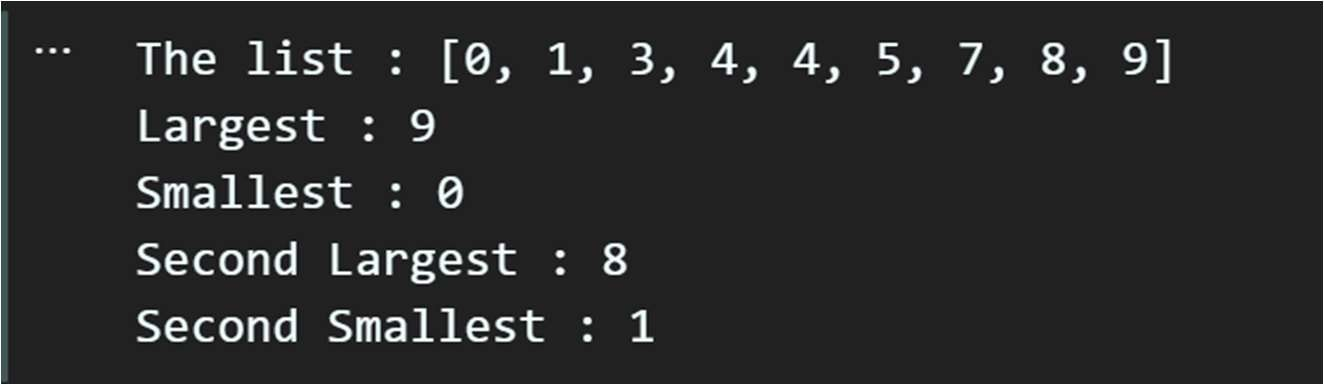 ... The list : [0, 1, 3, 4, 4, 5, 7, 8, 9]
Largest : 9
Smallest : 0
Second Largest : 8
Second Smallest : 1